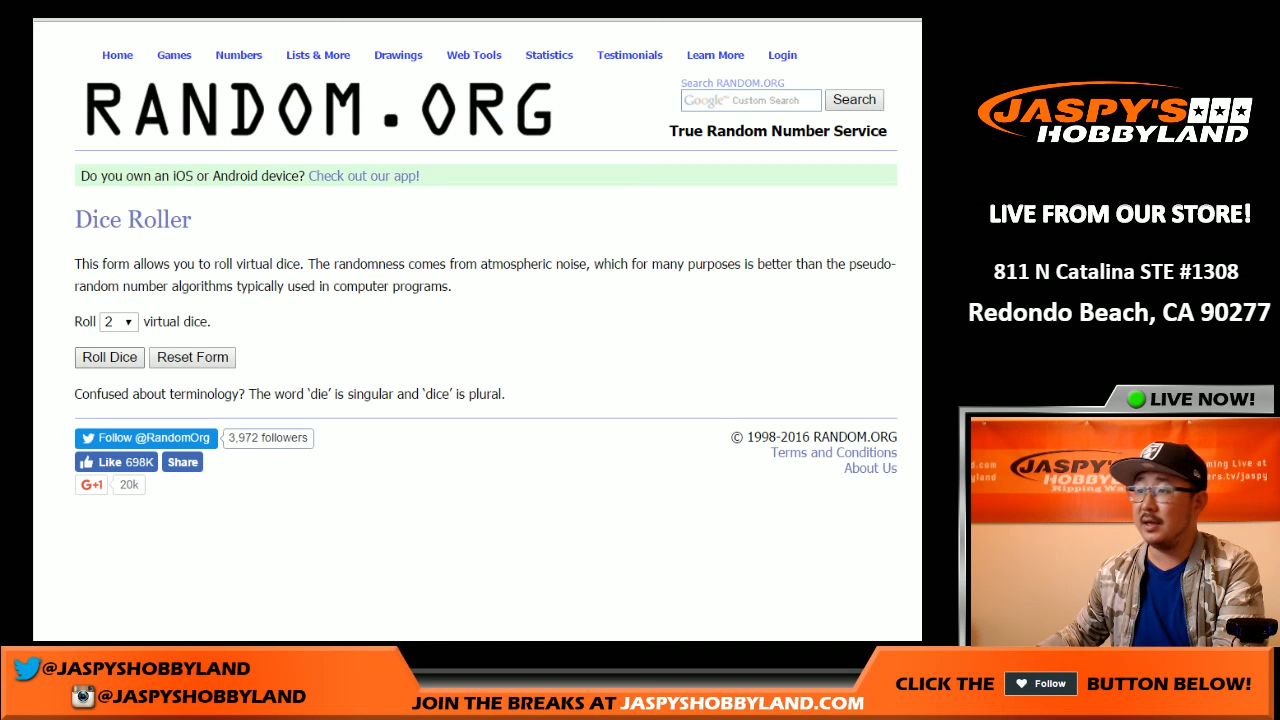 Home Games Numbers Lists & More Drawings Web Tools Statistics Testimonials Learn More Login
RANDOM.ORG
Search RANDOM.ORG
Google™ Custom Search Search
True Random Number Service
Do you own an iOS or Android device? Check out our app!
Dice Roller
This form allows you to roll virtual dice. The randomness comes from atmospheric noise, which for many purposes is better than the pseudo-
random number algorithms typically used in computer programs.
Roll 2 virtual dice.
Roll Dice Reset Form
Confused about terminology? The word ‘die’ is singular and ‘dice’ is plural.
Follow @RandomOrg 3,972 followers
Like 698K Share
G+1 20k
© 1998-2016 RANDOM.ORG
Terms and Conditions
About Us
JASPY'S
HOBBYLAND
LIVE FROM OUR STORE!
811 N Catalina STE #1308
Redondo Beach, CA 90277
LIVE NOW!
@JASPYSHOBBYLAND
@JASPYSHOBBYLAND
JOIN THE BREAKS AT JASPYSHOBBYLAND.COM
CLICK THE Follow BUTTON BELOW!